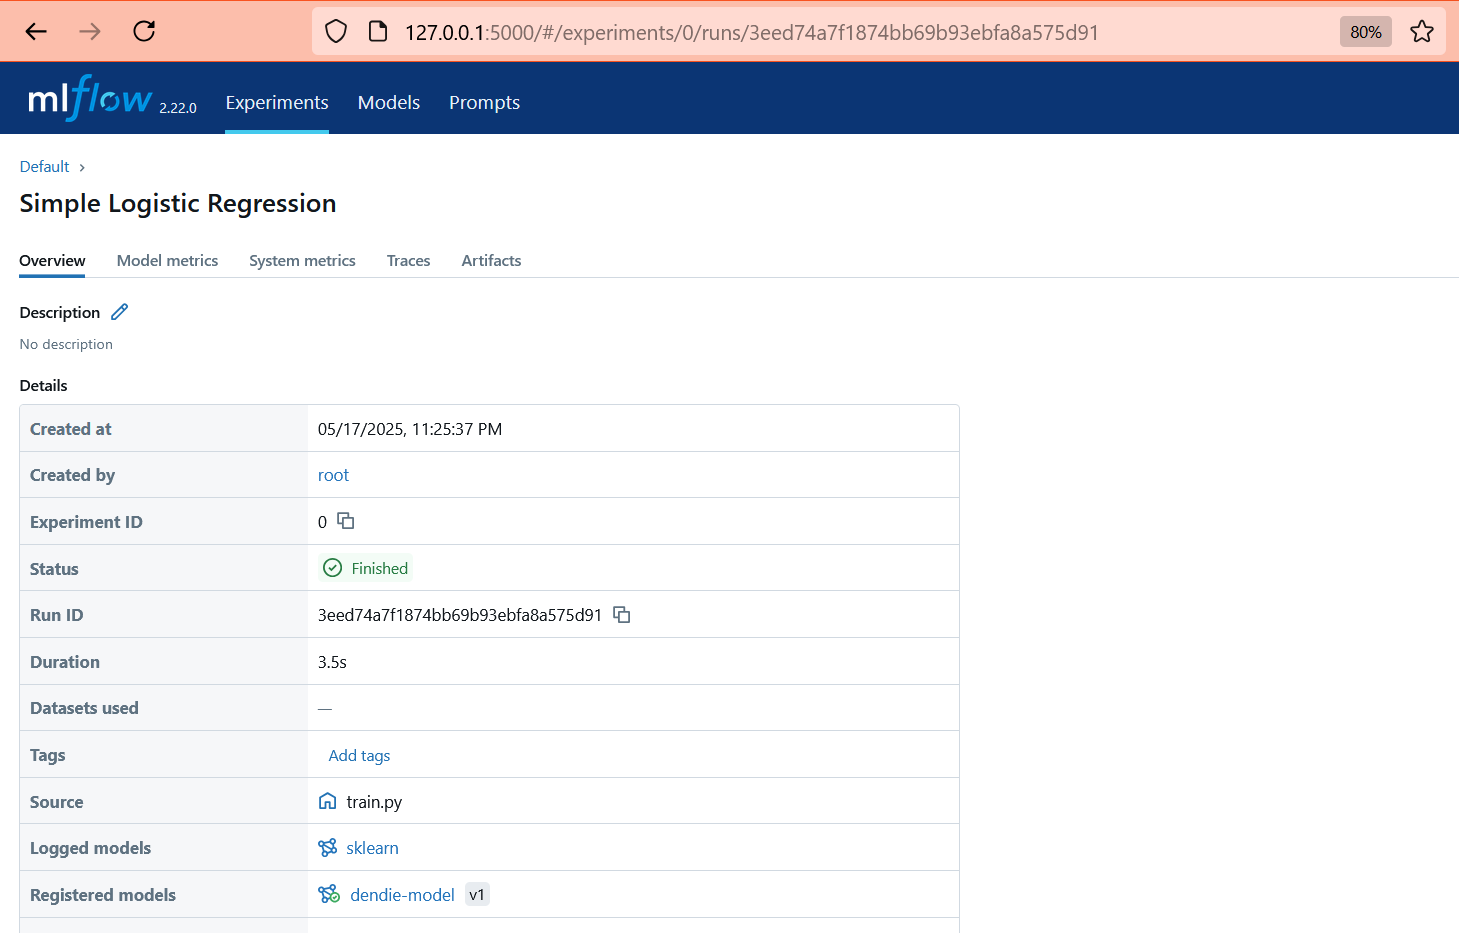 127.0.0.1:5000/#/experiments/0/runs/3eed74a7f1874bb69b93ebfa8a575d91 80%
mlflow 2.22.0 Experiments Models Prompts
Default ›
Simple Logistic Regression
Overview Model metrics System metrics Traces Artifacts
Description
No description
Details
Created at 05/17/2025, 11:25:37 PM
Created by root
Experiment ID 0
Status Finished
Run ID 3eed74a7f1874bb69b93ebfa8a575d91
Duration 3.5s
Datasets used —
Tags Add tags
Source train.py
Logged models sklearn
Registered models dendie-model v1